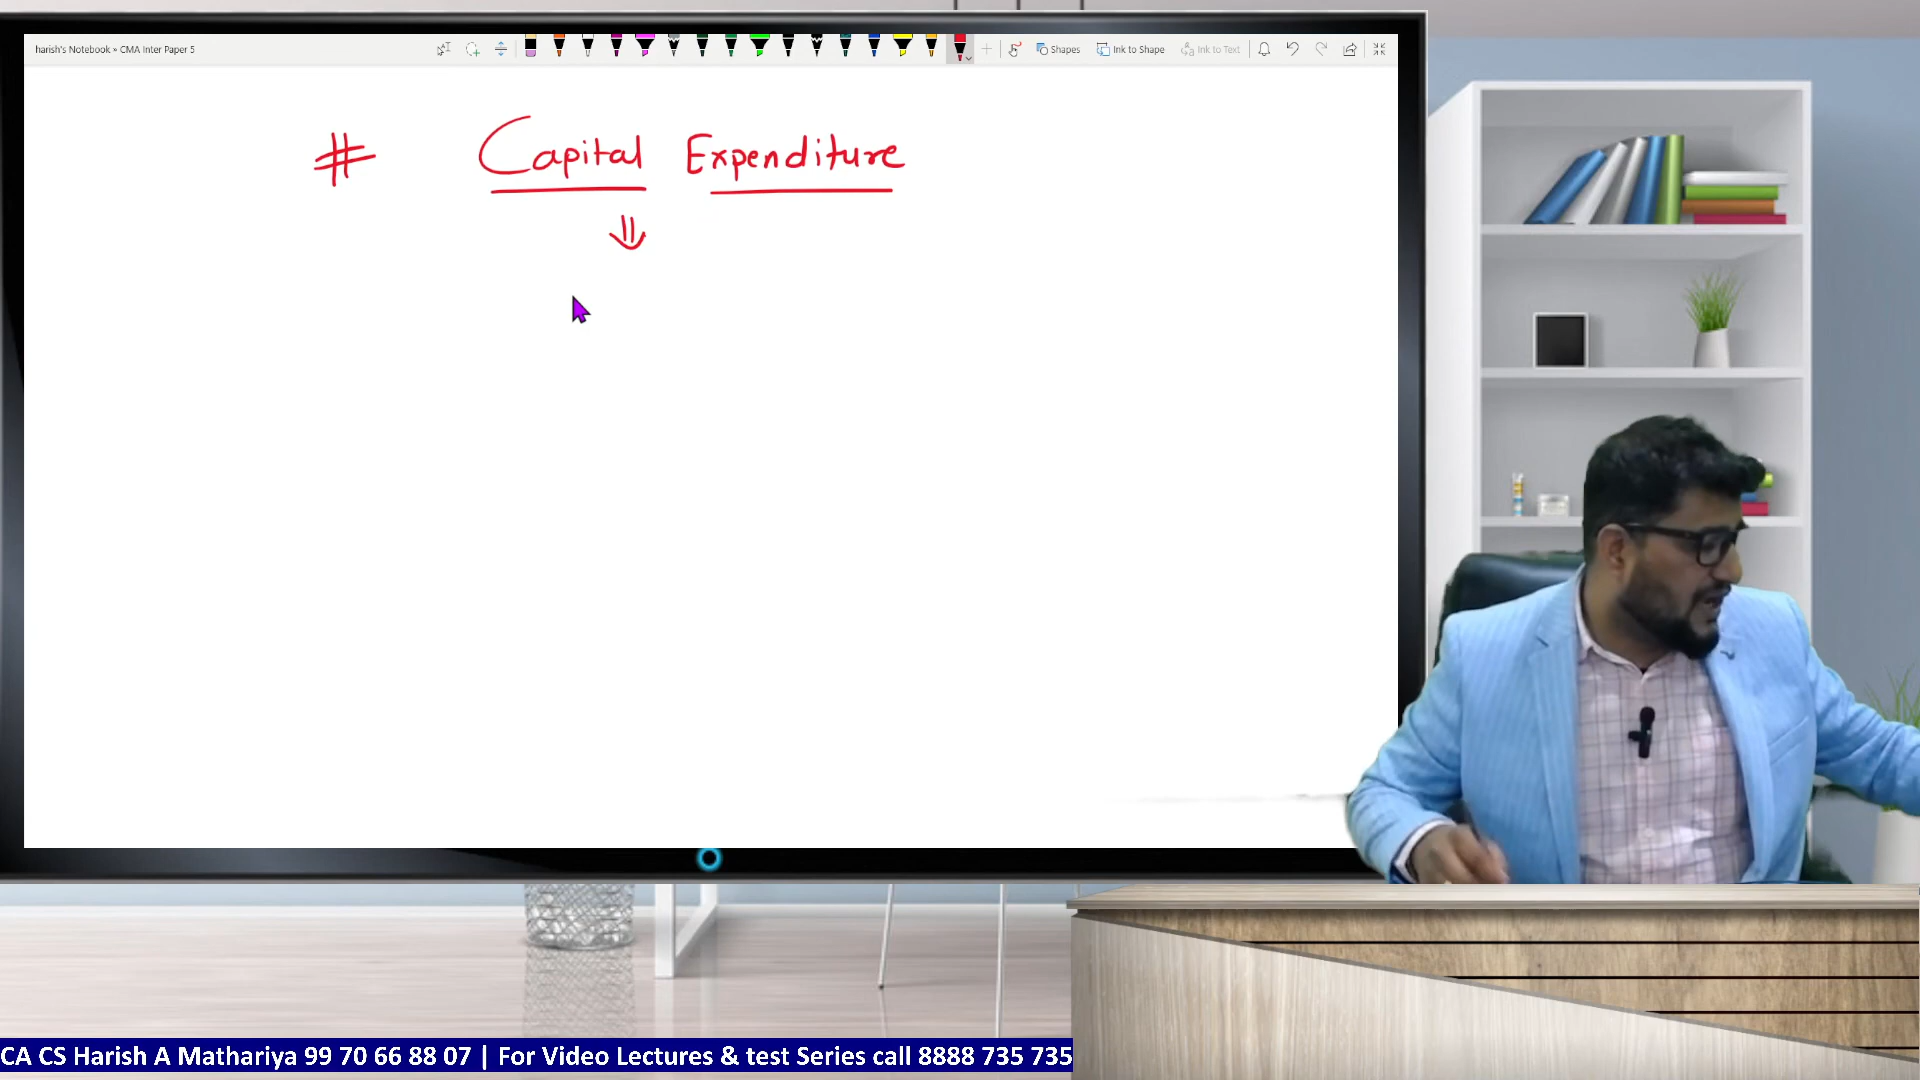 harish's Notebook » CMA Inter Paper 5
Shapes
Ink to Shape
Ink to Text
# Capital Expenditure
CA CS Harish A Mathariya 99 70 66 88 07 | For Video Lectures & test Series call 8888 735 735